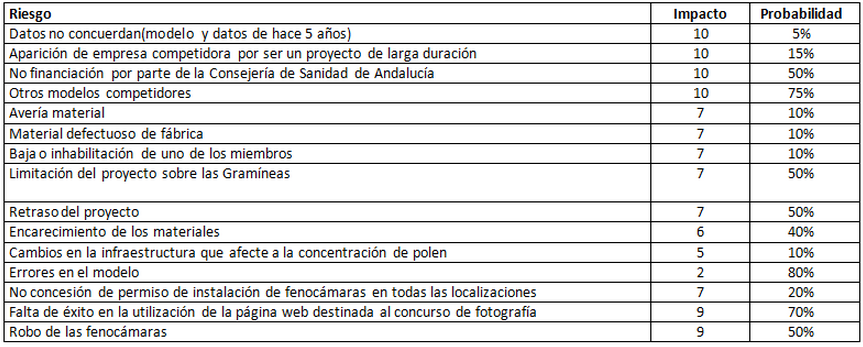 Riesgo Impacto Probabilidad
Datos no concuerdan(modelo y datos de hace 5 años) 10 5%
Aparición de empresa competidora por ser un proyecto de larga duración 10 15%
No financiación por parte de la Consejería de Sanidad de Andalucía 10 50%
Otros modelos competidores 10 75%
Avería material 7 10%
Material defectuoso de fábrica 7 10%
Baja o inhabilitación de uno de los miembros 7 10%
Limitación del proyecto sobre las Gramíneas 7 50%
Retraso del proyecto 7 50%
Encarecimiento de los materiales 6 40%
Cambios en la infraestructura que afecte a la concentración de polen 5 10%
Errores en el modelo 2 80%
No concesión de permiso de instalación de fenocámaras en todas las localizaciones 7 20%
Falta de éxito en la utilización de la página web destinada al concurso de fotografía 9 70%
Robo de las fenocámaras 9 50%